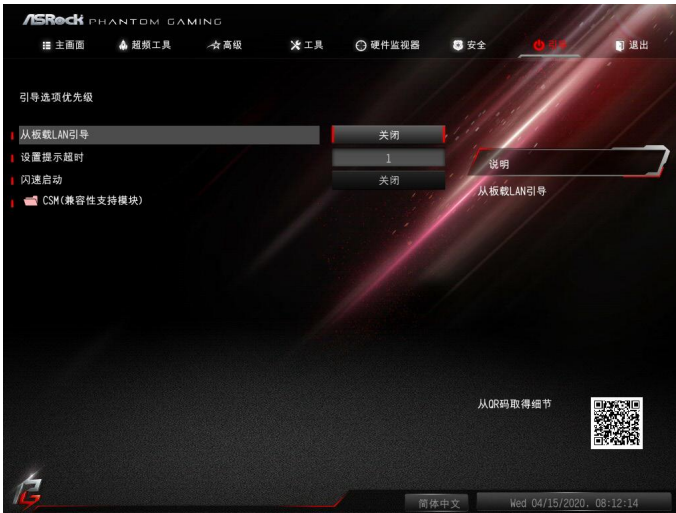 ASRock PHANTOM GAMING
主画面 超频工具 高级 工具 硬件监视器 安全 退出
引导选项优先级
从板载LAN引导 关闭
设置提示超时 1
闪速启动 关闭
CSM(兼容性支持模块)
说明
从板载LAN引导
从QR码取得细节
简体中文 Wed 04/15/2020, 08:12:14